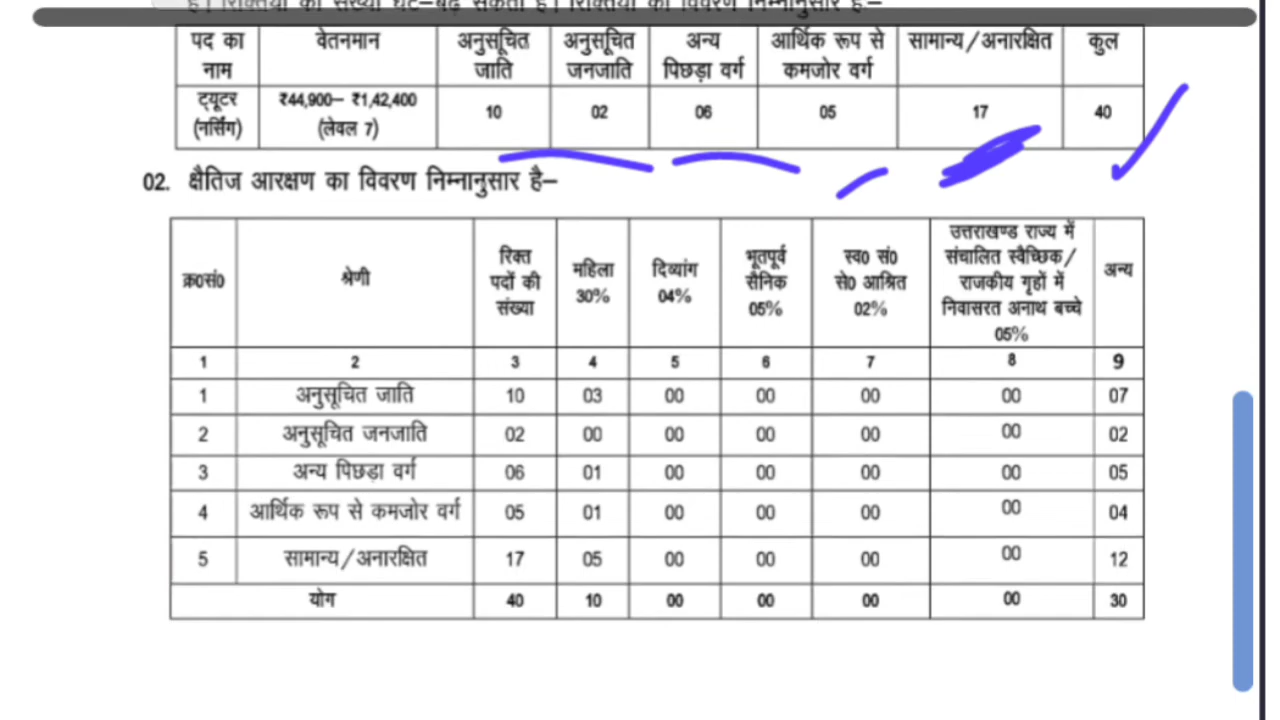 है। रिक्तियों की संख्या घट–बढ़ सकती है। रिक्तियों का विवरण निम्नानुसार है:–
पद का नाम वेतनमान अनुसूचित जाति अनुसूचित जनजाति अन्य पिछड़ा वर्ग आर्थिक रूप से कमजोर वर्ग सामान्य/अनारक्षित कुल
ट्यूटर (नर्सिंग) ₹44,900– ₹1,42,400 (लेवल 7) 10 02 06 05 17 40
02. क्षैतिज आरक्षण का विवरण निम्नानुसार है–
क्र0सं0 श्रेणी रिक्त पदों की संख्या महिला 30% दिव्यांग 04% भूतपूर्व सैनिक 05% स्व0 सं0 से0 आश्रित 02% उत्तराखण्ड राज्य में संचालित स्वैच्छिक/ राजकीय गृहों में निवासरत अनाथ बच्चे 05% अन्य
1 2 3 4 5 6 7 8 9
1 अनुसूचित जाति 10 03 00 00 00 00 07
2 अनुसूचित जनजाति 02 00 00 00 00 00 02
3 अन्य पिछड़ा वर्ग 06 01 00 00 00 00 05
4 आर्थिक रूप से कमजोर वर्ग 05 01 00 00 00 00 04
5 सामान्य/अनारक्षित 17 05 00 00 00 00 12
योग 40 10 00 00 00 00 30